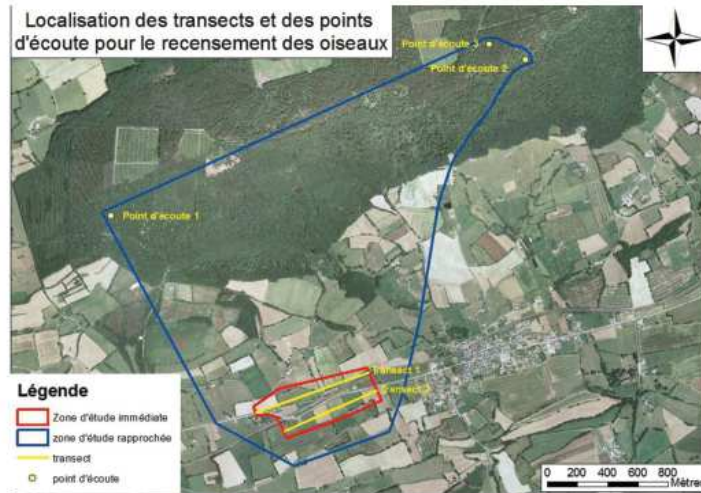 Localisation des transects et des points
d'écoute pour le recensement des oiseaux
Point d'écoute 3
Point d'écoute 2
Point d'écoute 1
Transect 1
Transect 2
Légende
Zone d'étude immédiate
zone d'étude rapprochée
transect
point d'écoute
0 200 400 600 800
Mètres